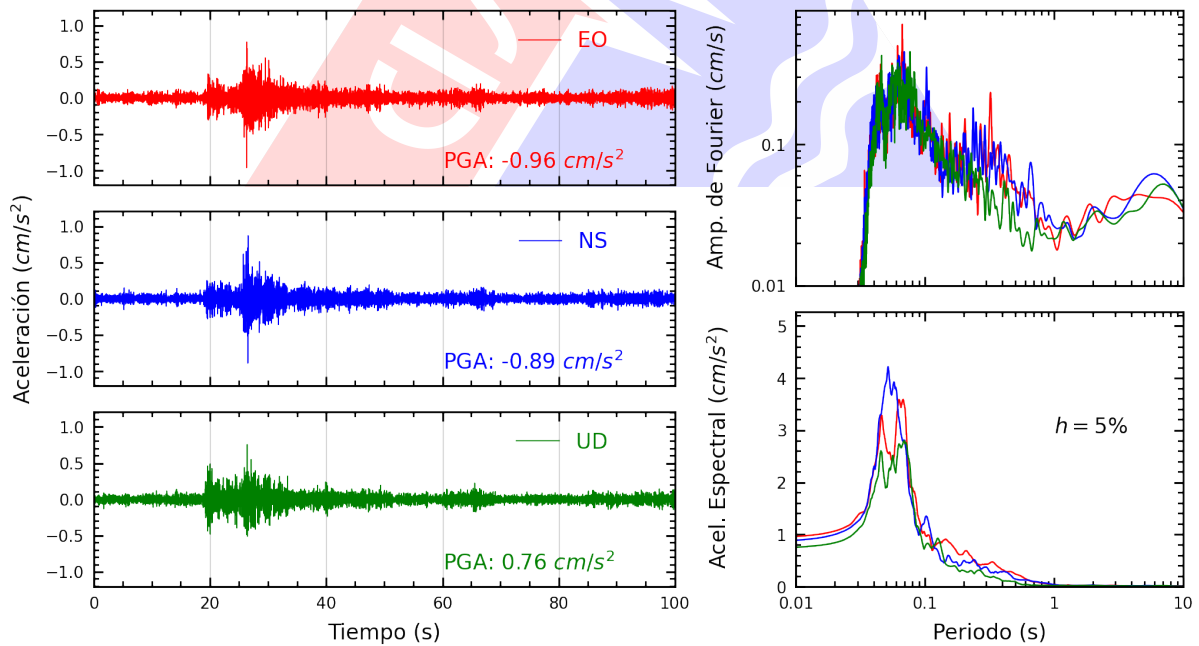 Aceleración (cm/s²)
1.0
0.5
0.0
−0.5
−1.0
EO
PGA: -0.96 cm/s²
1.0
0.5
0.0
−0.5
−1.0
NS
PGA: -0.89 cm/s²
1.0
0.5
0.0
−0.5
−1.0
UD
PGA: 0.76 cm/s²
0 20 40 60 80 100
Tiempo (s)
Amp. de Fourier (cm/s)
0.1
0.01
Acel. Espectral (cm/s²)
5
4
3
2
1
0
h = 5%
0.01 0.1 1 10
Periodo (s)